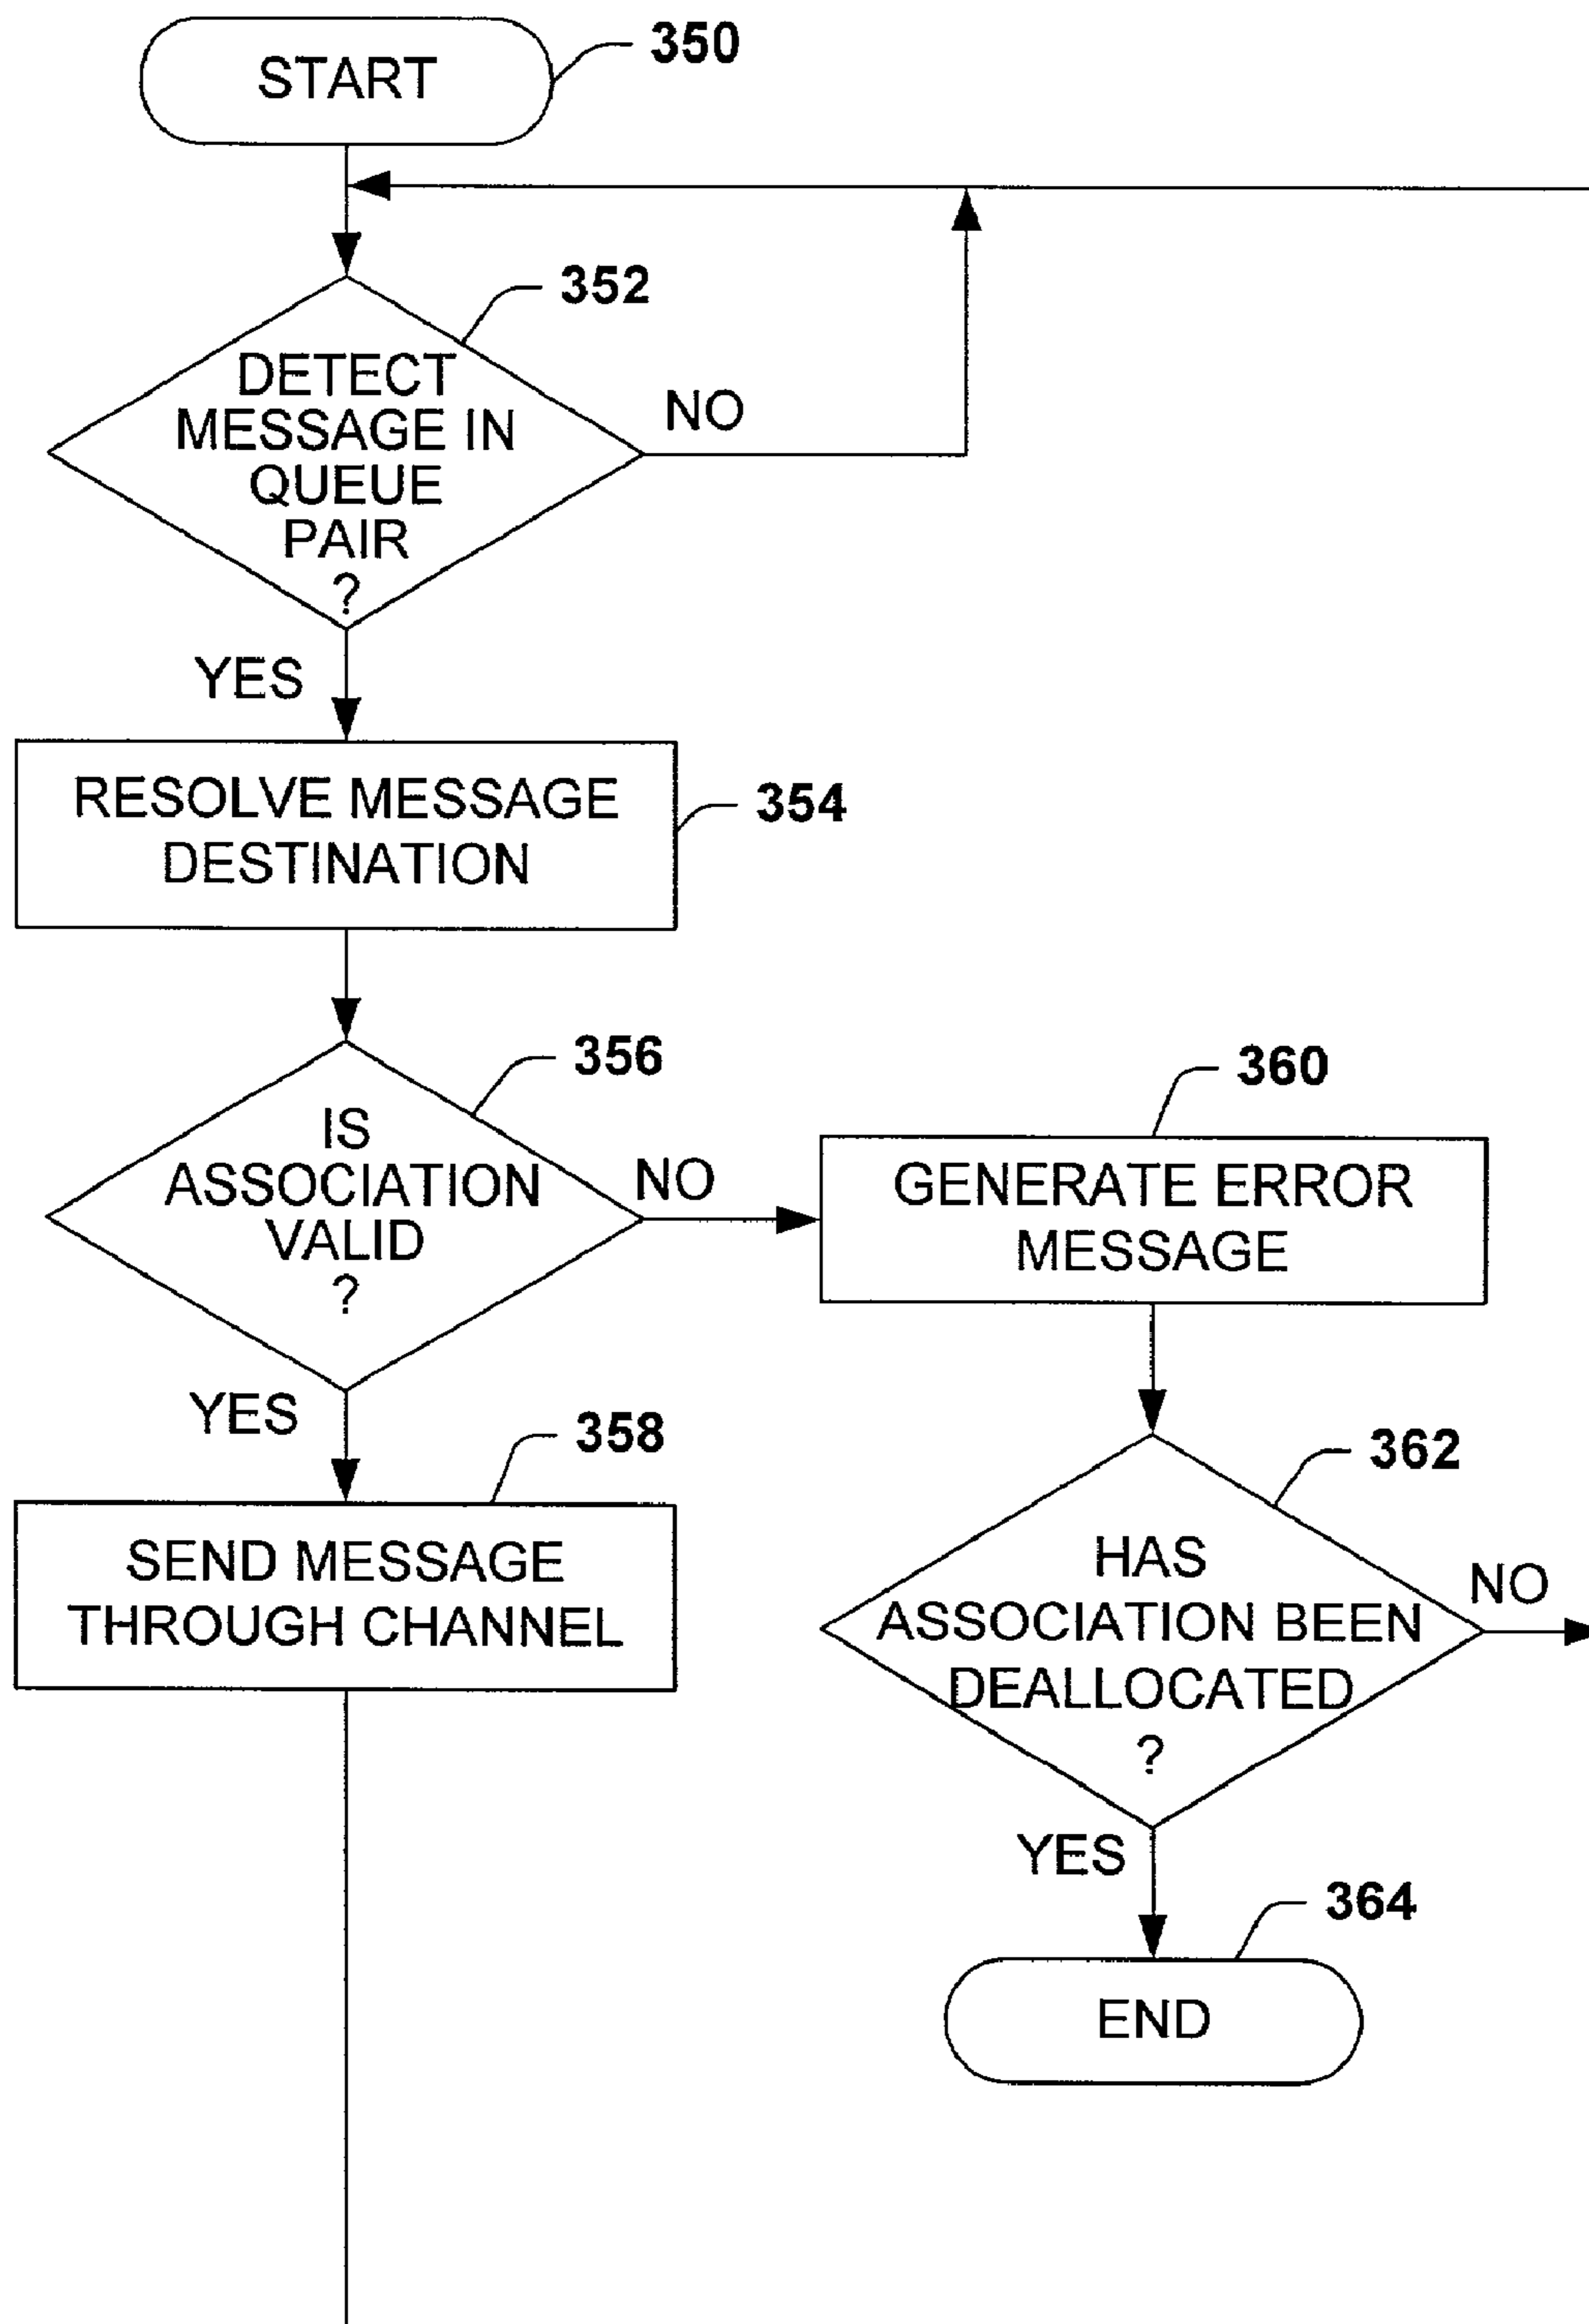 START
350
352
DETECT
MESSAGE IN
QUEUE
PAIR
?
NO
YES
RESOLVE MESSAGE
DESTINATION
354
356
IS
ASSOCIATION
VALID
?
NO
YES
360
GENERATE ERROR
MESSAGE
358
SEND MESSAGE
THROUGH CHANNEL
362
HAS
ASSOCIATION BEEN
DEALLOCATED
?
NO
YES
364
END